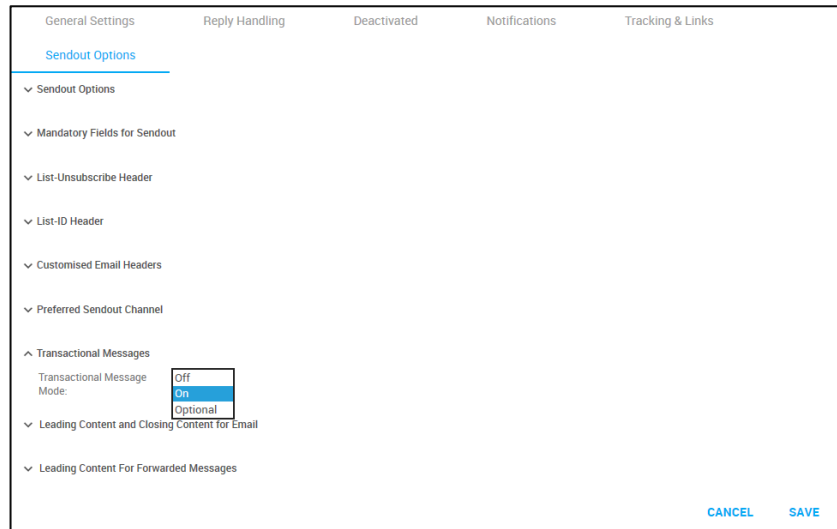 General Settings Reply Handling Deactivated Notifications Tracking & Links
Sendout Options
Sendout Options
Mandatory Fields for Sendout
List-Unsubscribe Header
List-ID Header
Customised Email Headers
Preferred Sendout Channel
Transactional Messages
Transactional Message
Mode:
Off
On
Optional
Leading Content and Closing Content for Email
Leading Content For Forwarded Messages
CANCEL SAVE